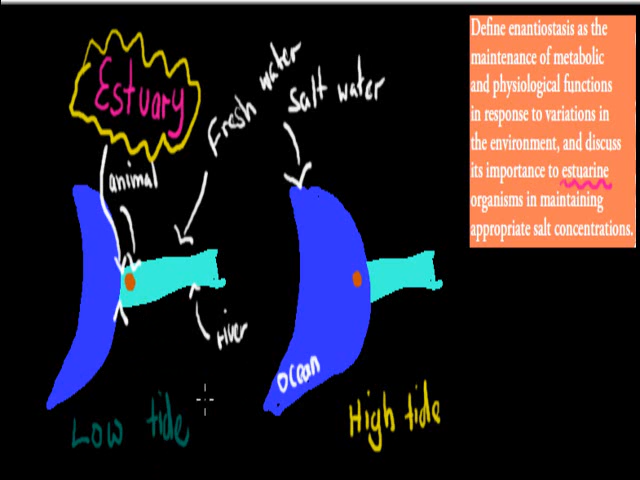 Estuary
animal
Fresh water
Salt water
river
ocean
Low tide
High tide
Define enantiostasis as the
maintenance of metabolic
and physiological functions
in response to variations in
the environment, and discuss
its importance to estuarine
organisms in maintaining
appropriate salt concentrations.